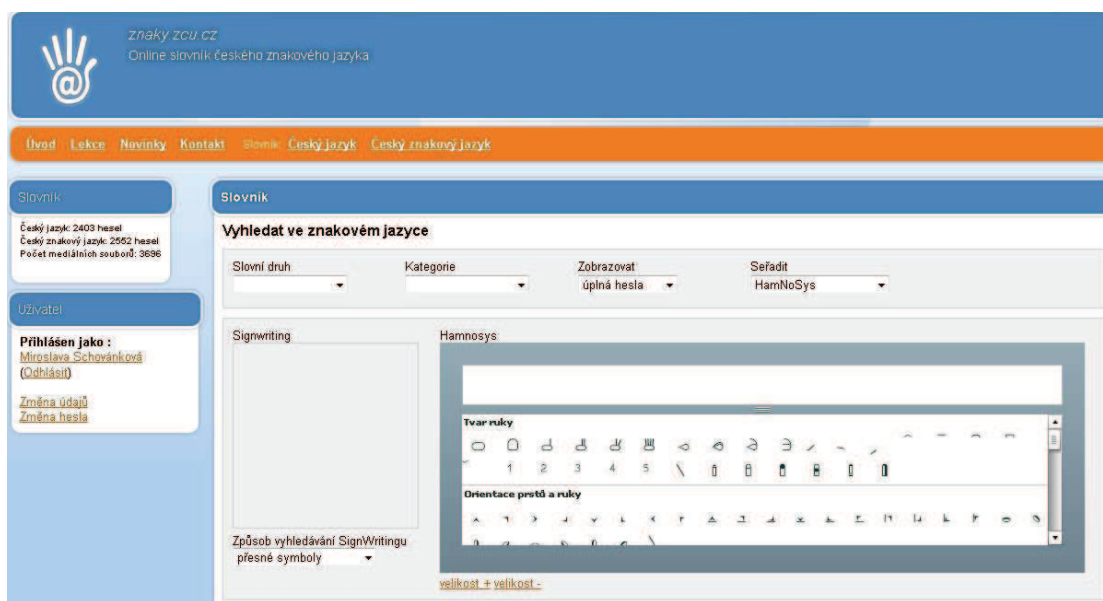 znaky.zcu.cz
Online slovník českého znakového jazyka
Úvod Lekce Novinky Kontakt Slovník: Český jazyk Český znakový jazyk
Slovník
Český jazyk: 2403 hesel
Český znakový jazyk: 2552 hesel
Počet mediálních souborů: 3696
Uživatel
Přihlášen jako :
Miroslava Schovánková
(Odhlásit)
Změna údajů
Změna hesla
Slovník
Vyhledat ve znakovém jazyce
Slovní druh Kategorie Zobrazovat Seřadit
úplná hesla HamNoSys
Signwriting Hamnosys
Tvar ruky
1 2 3 4 5
Orientace prstů a ruky
Způsob vyhledávání SignWritingu
přesné symboly
velikost + velikost -